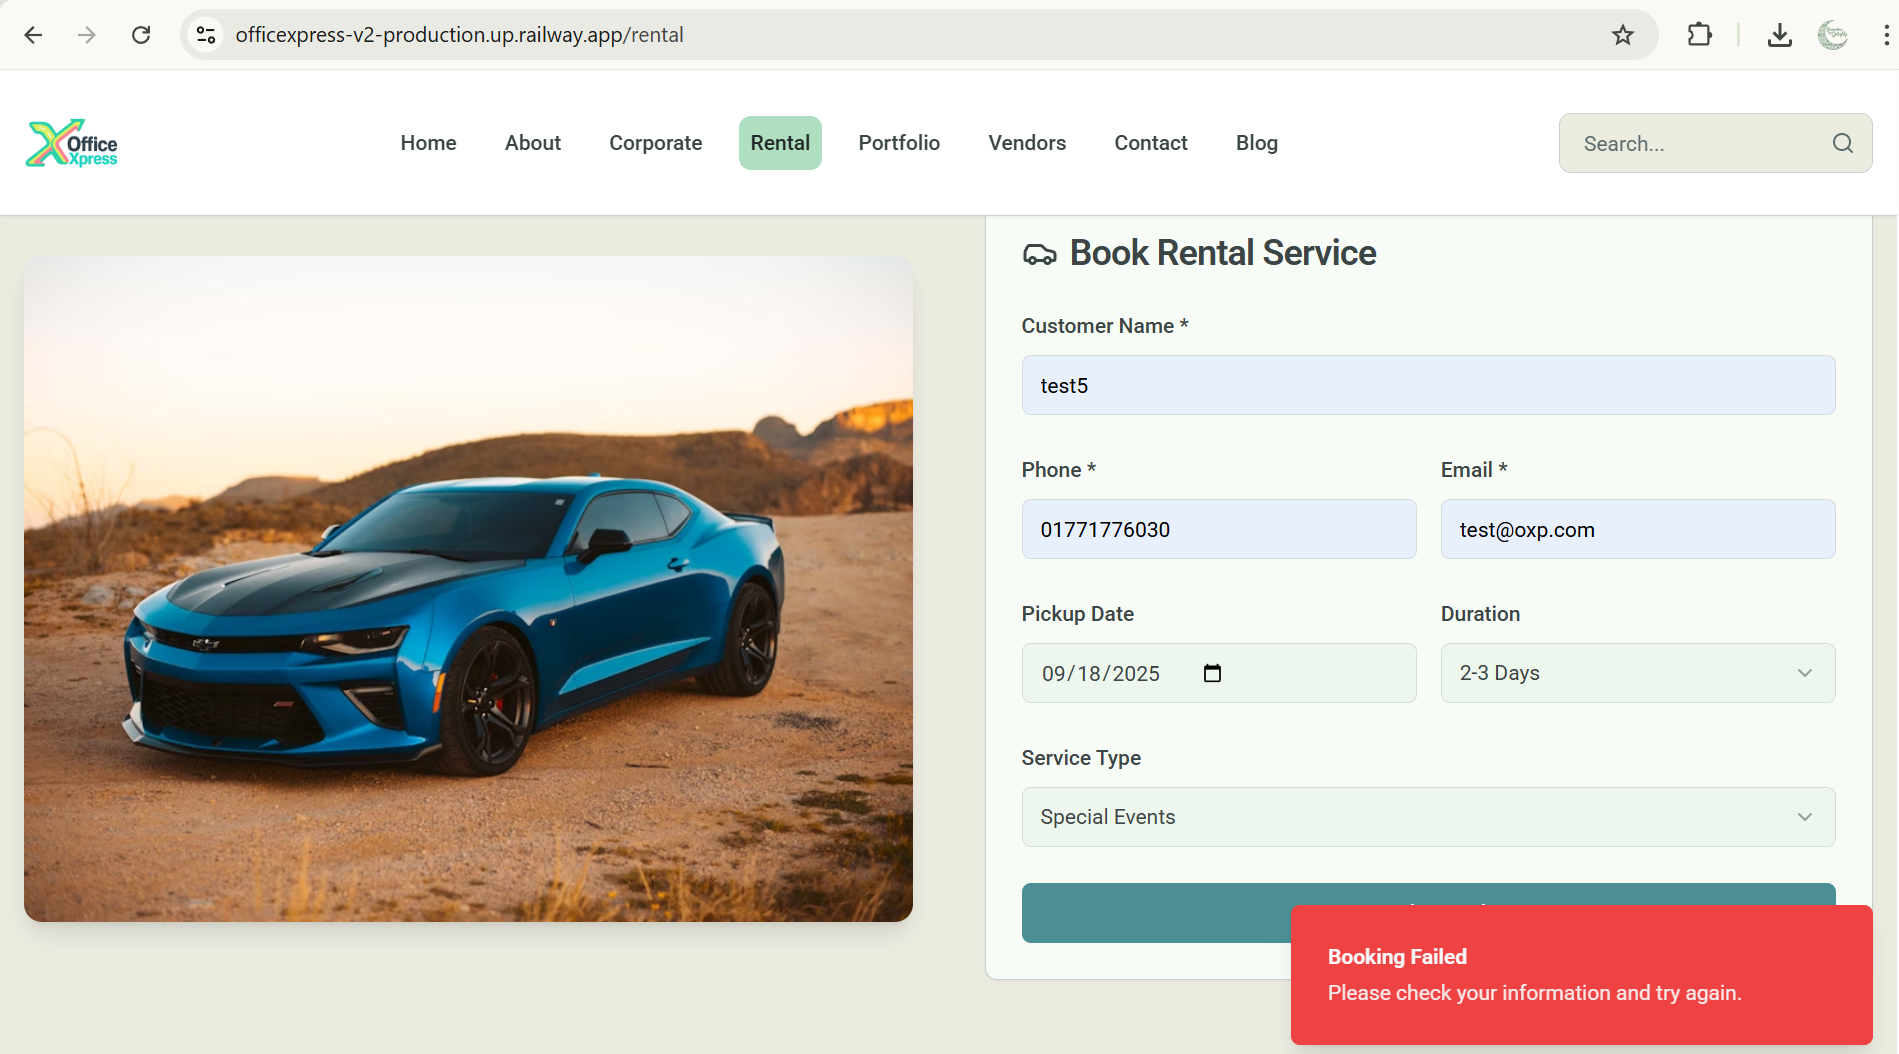 officexpress-v2-production.up.railway.app/rental
Office
Xpress
Home
About
Corporate
Rental
Portfolio
Vendors
Contact
Blog
Search...
Book Rental Service
Customer Name *
test5
Phone *
Email *
01771776030
test@oxp.com
Pickup Date
Duration
09/18/2025
2-3 Days
Service Type
Special Events
Booking Failed
Please check your information and try again.